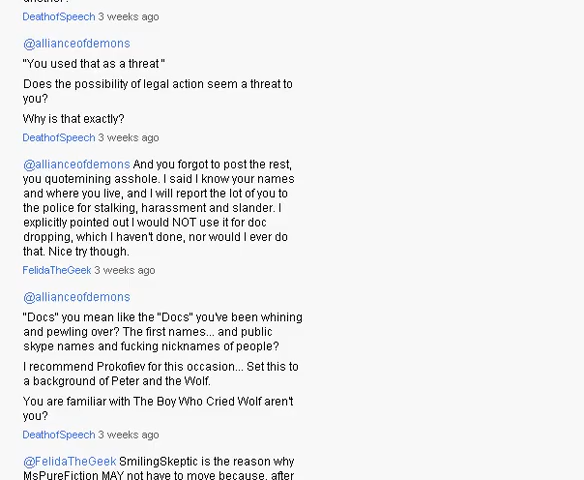 another?
DeathofSpeech 3 weeks ago
@allianceofdemons
"You used that as a threat "
Does the possibility of legal action seem a threat to
you?
Why is that exactly?
DeathofSpeech 3 weeks ago
@allianceofdemons And you forgot to post the rest,
you quotemining asshole. I said I know your names
and where you live, and I will report the lot of you to
the police for stalking, harassment and slander. I
explicitly pointed out I would NOT use it for doc
dropping, which I haven't done, nor would I ever do
that. Nice try though.
FelidaTheGeek 3 weeks ago
@allianceofdemons
"Docs" you mean like the "Docs" you've been whining
and pewling over? The first names... and public
skype names and fucking nicknames of people?
I recommend Prokofiev for this occasion... Set this to
a background of Peter and the Wolf.
You are familiar with The Boy Who Cried Wolf aren't
you?
DeathofSpeech 3 weeks ago
@FelidaTheGeek SmilingSkeptic is the reason why
MsPureFiction MAY not have to move because, after